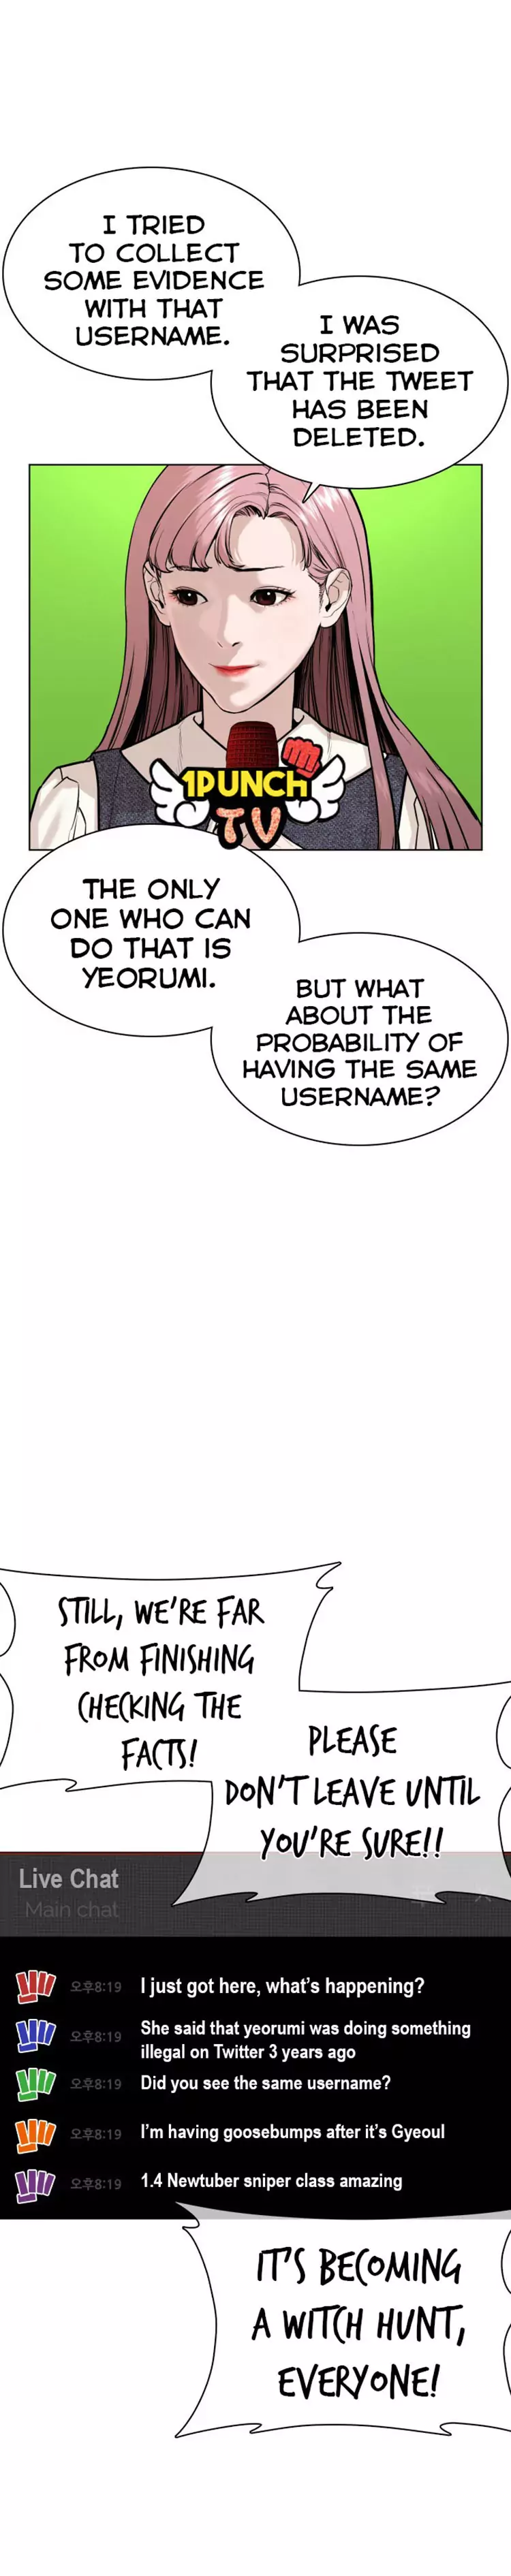 I TRIED
TO COLLECT
SOME EVIDENCE
WITH THAT
USERNAME.
I WAS
SURPRISED
THAT THE TWEET
HAS BEEN
DELETED.
1PUNCH
TV
THE ONLY
ONE WHO CAN
DO THAT IS
YEORUMI.
BUT WHAT
ABOUT THE
PROBABILITY OF
HAVING THE SAME
USERNAME?
STILL, WE'RE FAR
FROM FINISHING
CHECKING THE
FACTS!
PLEASE
DON'T LEAVE UNTIL
YOU'RE SURE!!
Live Chat
Main chat
오후8:19 I just got here, what's happening?
오후8:19 She said that yeorumi was doing something
illegal on Twitter 3 years ago
오후8:19 Did you see the same username?
오후8:19 I'm having goosebumps after it's Gyeoul
오후8:19 1.4 Newtuber sniper class amazing
IT'S BECOMING
A WITCH HUNT,
EVERYONE!